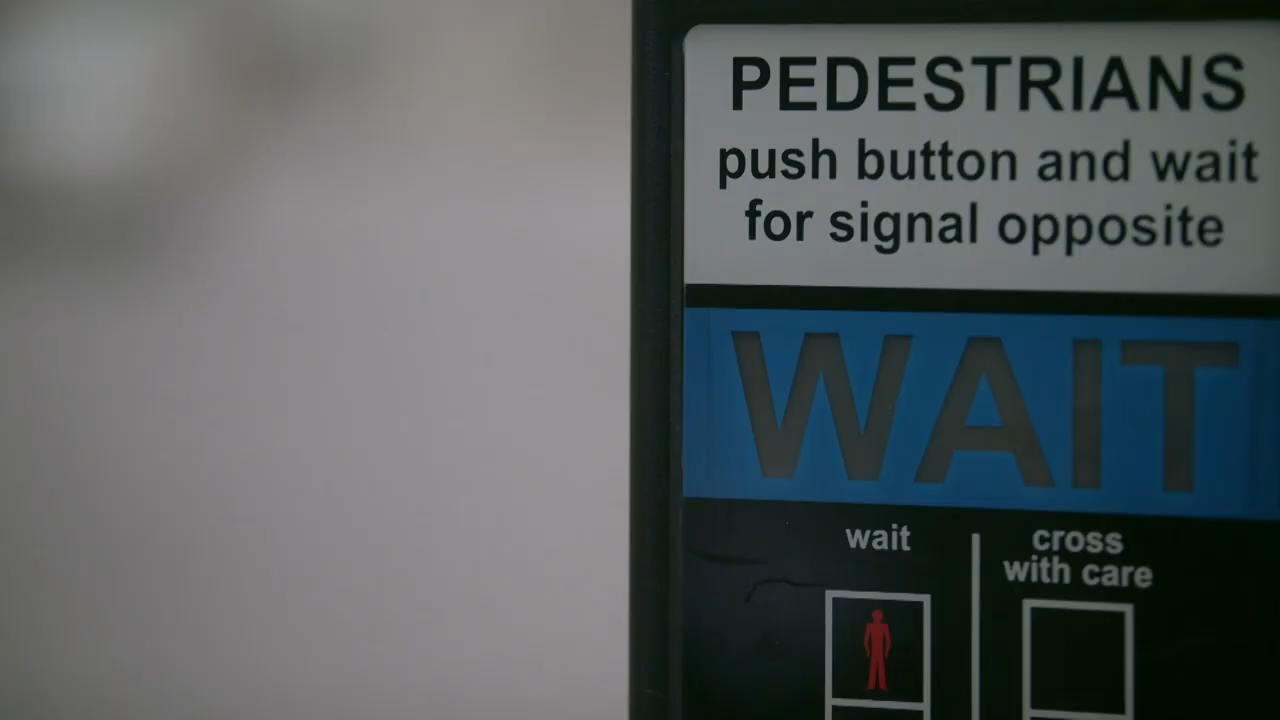 PEDESTRIANS
push button and wait
for signal opposite
WAIT
wait
cross
with care